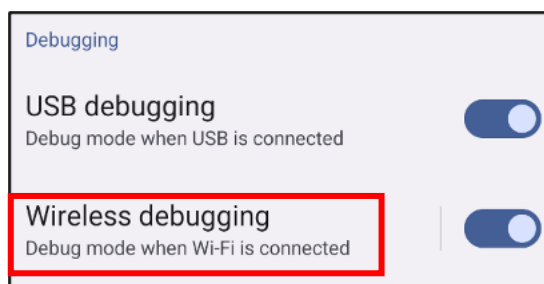 Debugging
USB debugging
Debug mode when USB is connected
Wireless debugging
Debug mode when Wi-Fi is connected